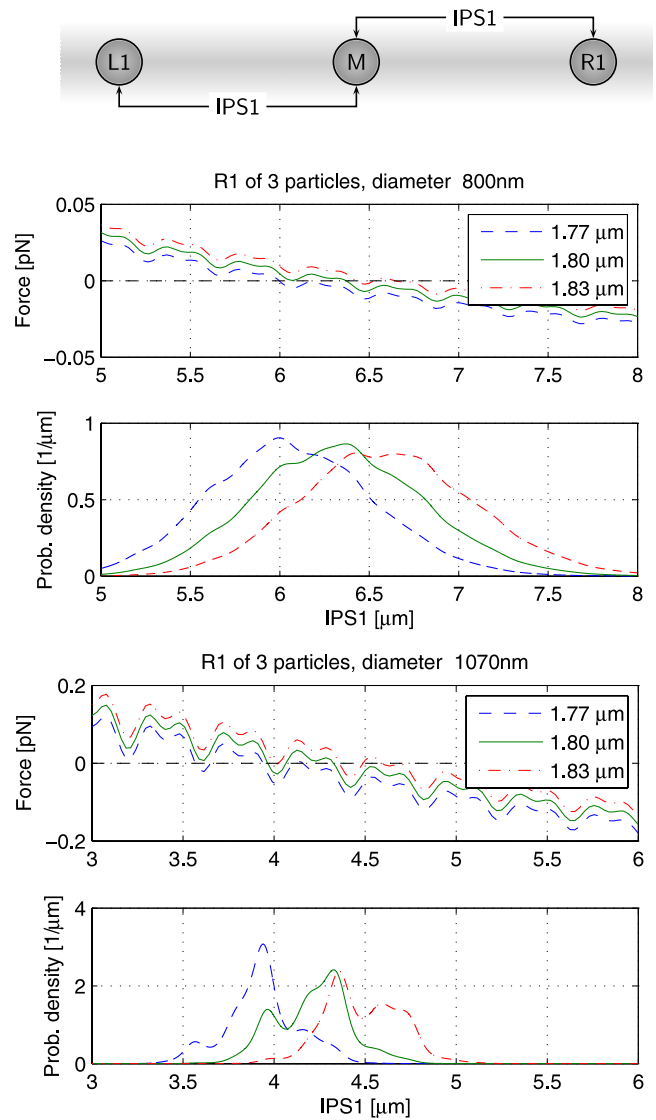 IPS1
L1 M R1
IPS1
R1 of 3 particles, diameter 800nm
0.05
0
−0.05
Force [pN]
1.77 µm
1.80 µm
1.83 µm
5 5.5 6 6.5 7 7.5 8
1
0.5
0
Prob. density [1/µm]
5 5.5 6 6.5 7 7.5 8
IPS1 [µm]
R1 of 3 particles, diameter 1070nm
0.2
0
−0.2
Force [pN]
1.77 µm
1.80 µm
1.83 µm
3 3.5 4 4.5 5 5.5 6
4
2
0
Prob. density [1/µm]
3 3.5 4 4.5 5 5.5 6
IPS1 [µm]